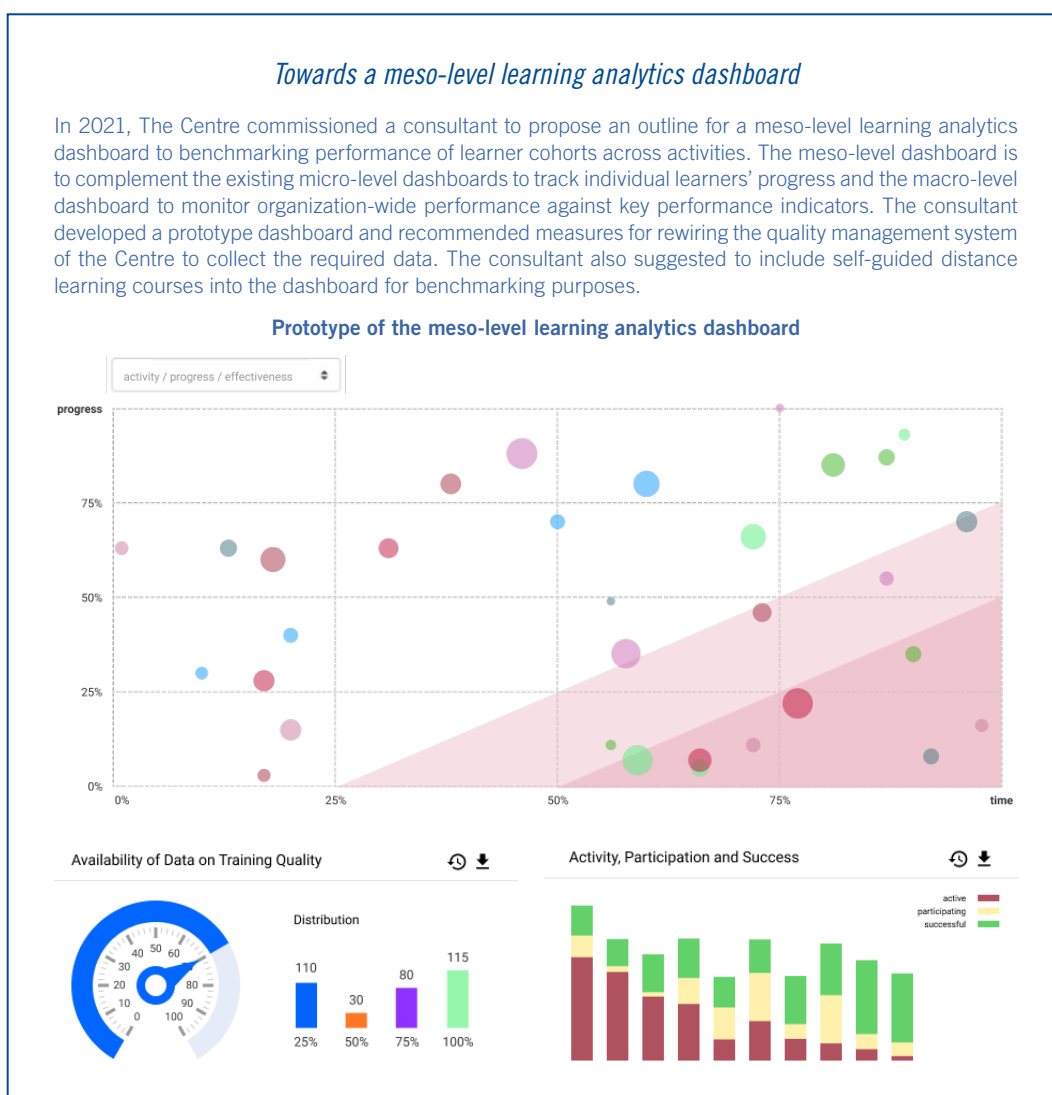 Towards a meso-level learning analytics dashboard
In 2021, The Centre commissioned a consultant to propose an outline for a meso-level learning analytics
dashboard to benchmarking performance of learner cohorts across activities. The meso-level dashboard is
to complement the existing micro-level dashboards to track individual learners’ progress and the macro-level
dashboard to monitor organization-wide performance against key performance indicators. The consultant
developed a prototype dashboard and recommended measures for rewiring the quality management system
of the Centre to collect the required data. The consultant also suggested to include self-guided distance
learning courses into the dashboard for benchmarking purposes.
Prototype of the meso-level learning analytics dashboard
activity / progress / effectiveness
progress
75%
50%
25%
0%
0% 25% 50% 75% time
Availability of Data on Training Quality
0 10 20 30 40 50 60 80 90 100
Distribution
110 30 80 115
25% 50% 75% 100%
Activity, Participation and Success
active
participating
successful